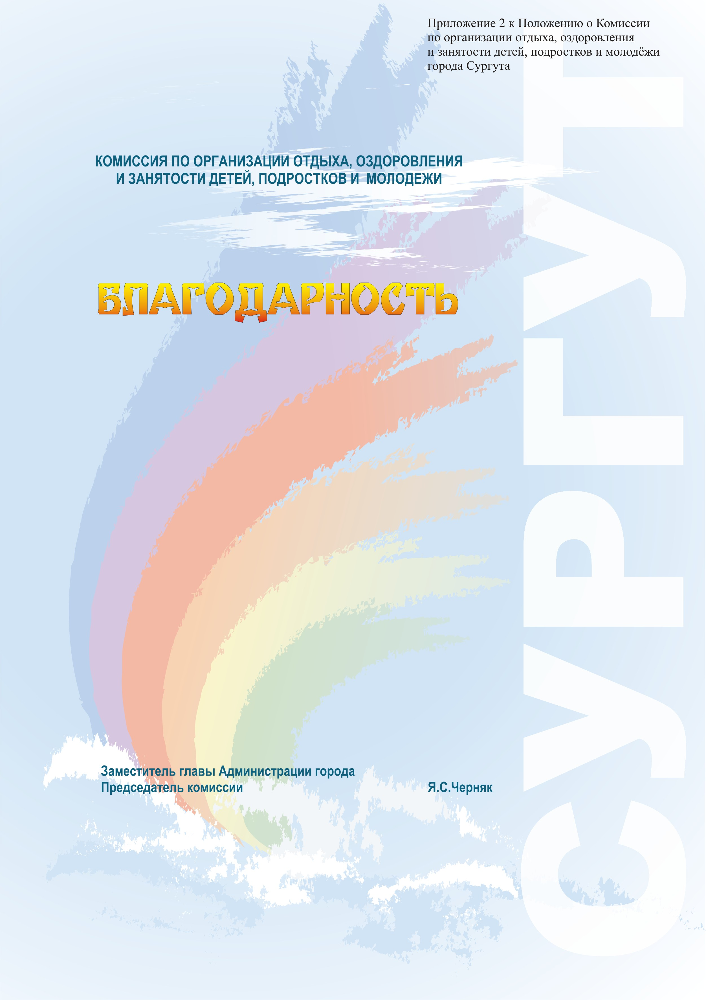 Приложение 2 к Положению о Комиссии
по организации отдыха, оздоровления
и занятости детей, подростков и молодёжи
города Сургута
КОМИССИЯ ПО ОРГАНИЗАЦИИ ОТДЫХА, ОЗДОРОВЛЕНИЯ
И ЗАНЯТОСТИ ДЕТЕЙ, ПОДРОСТКОВ И МОЛОДЕЖИ
БЛАГОДАРНОСТЬ
Заместитель главы Администрации города
Председатель комиссии Я.С.Черняк
СУРГУТ